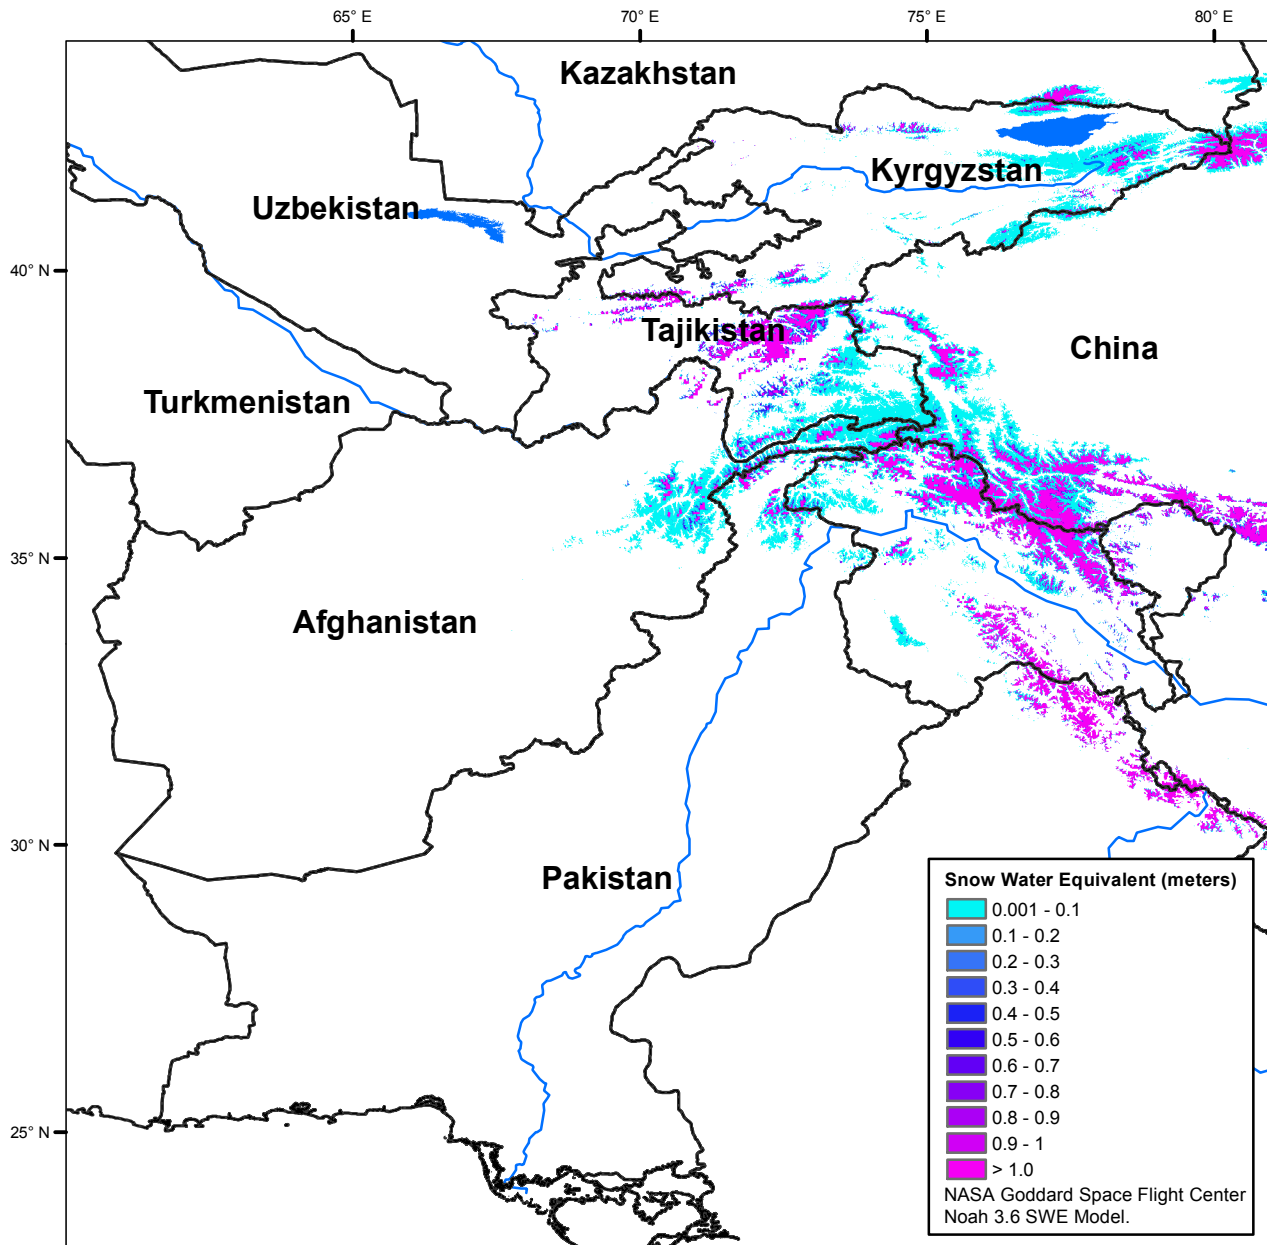 65° E
70° E
75° E
80° E
Kazakhstan
Kyrgyzstan
Uzbekistan
40° N
Tajikistan
China
Turkmenistan
35° N
Afghanistan
30° N
Pakistan
25° N
Snow Water Equivalent (meters)
0.001 - 0.1
0.1 - 0.2
0.2 - 0.3
0.3 - 0.4
0.4 - 0.5
0.5 - 0.6
0.6 - 0.7
0.7 - 0.8
0.8 - 0.9
0.9 - 1
> 1.0
NASA Goddard Space Flight Center
Noah 3.6 SWE Model.